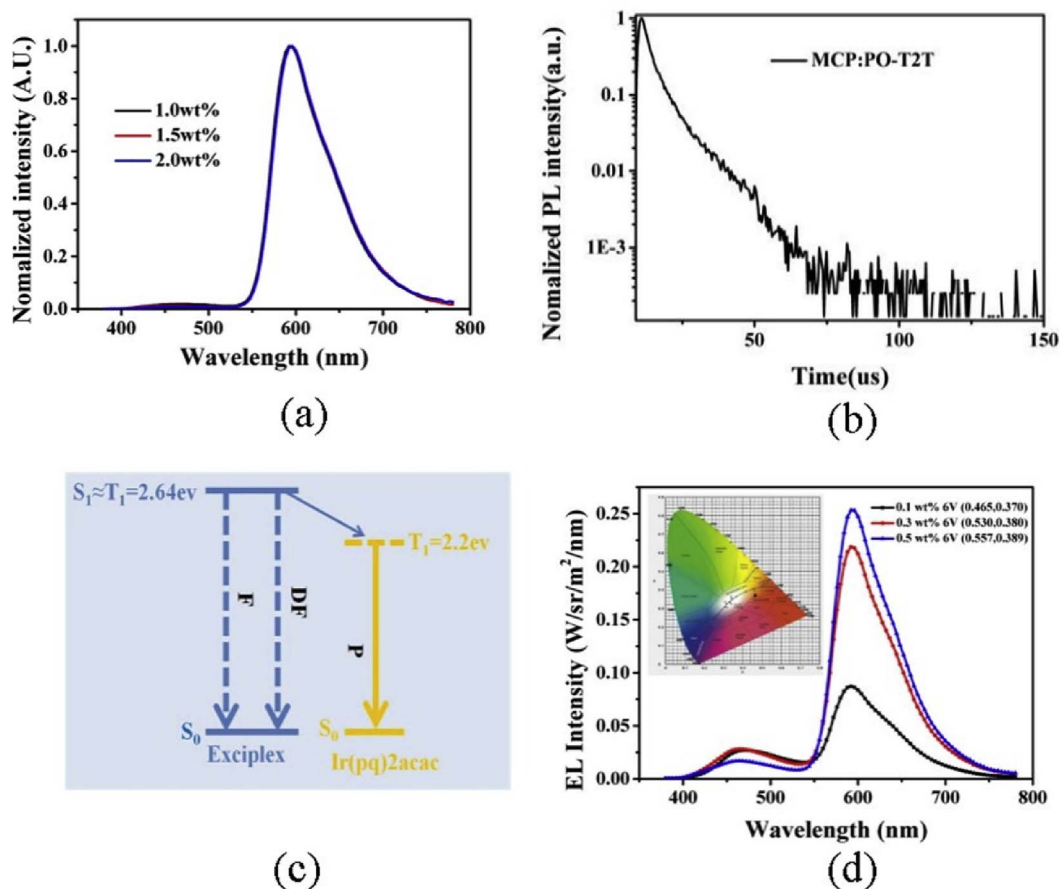 Nomalized intensity (A.U.)
1.0
0.8
0.6
0.4
0.2
0.0
1.0wt%
1.5wt%
2.0wt%
400 500 600 700 800
Wavelength (nm)
(a)
Nomalized PL intensity(a.u.)
1
0.1
0.01
1E-3
MCP:PO-T2T
50 100 150
Time(us)
(b)
S₁≈T₁=2.64ev
T₁=2.2ev
F
DF
P
S₀
S₀
Exciplex
Ir(pq)2acac
(c)
EL Intensity (W/sr/m²/nm)
0.25
0.20
0.15
0.10
0.05
0.00
0.1 wt% 6V (0.465,0.370)
0.3 wt% 6V (0.530,0.380)
0.5 wt% 6V (0.557,0.389)
400 500 600 700 800
Wavelength (nm)
(d)